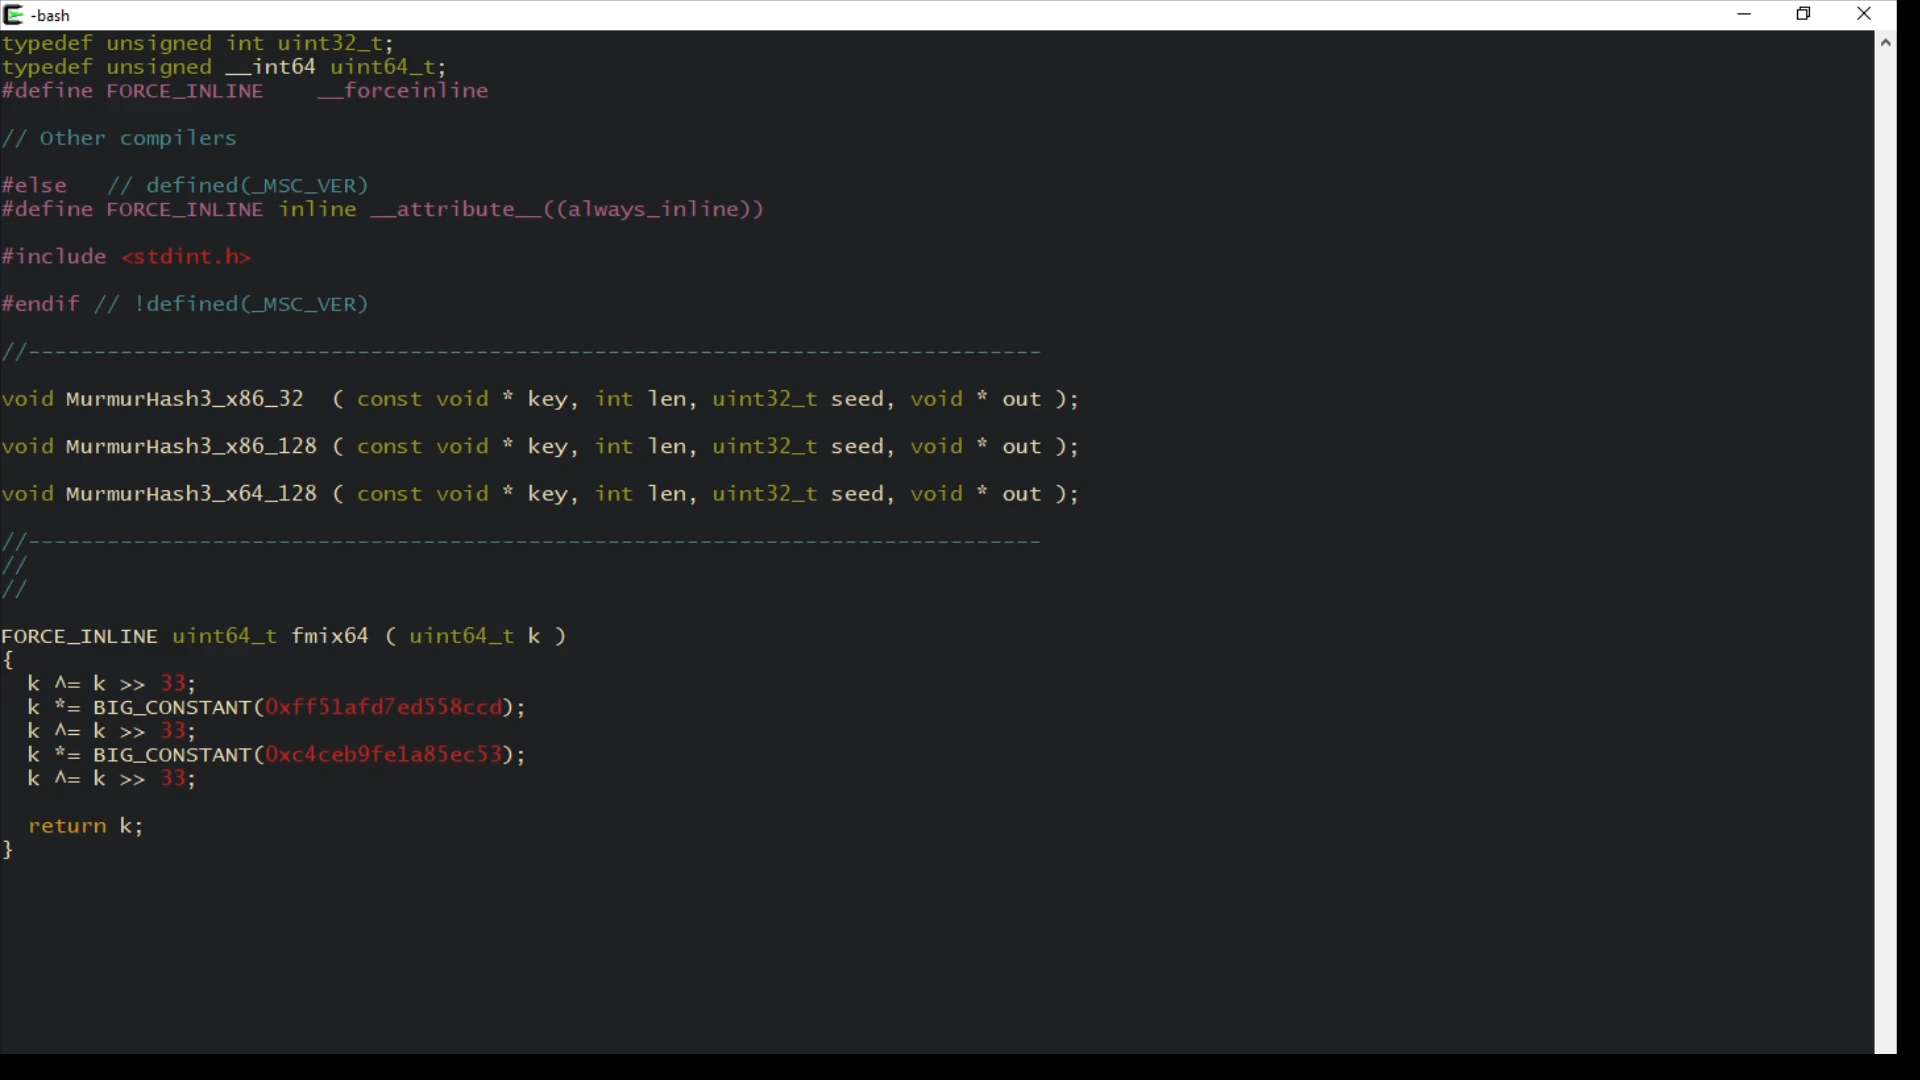 -bash
typedef unsigned int uint32_t;
typedef unsigned __int64 uint64_t;
#define FORCE_INLINE    __forceinline
// Other compilers
#else   // defined(_MSC_VER)
#define FORCE_INLINE inline __attribute__((always_inline))
#include <stdint.h>
#endif // !defined(_MSC_VER)
//-----------------------------------------------------------------------------
void MurmurHash3_x86_32  ( const void * key, int len, uint32_t seed, void * out );
void MurmurHash3_x86_128 ( const void * key, int len, uint32_t seed, void * out );
void MurmurHash3_x64_128 ( const void * key, int len, uint32_t seed, void * out );
//-----------------------------------------------------------------------------
//
//
FORCE_INLINE uint64_t fmix64 ( uint64_t k )
{
  k ^= k >> 33;
  k *= BIG_CONSTANT(0xff51afd7ed558ccd);
  k ^= k >> 33;
  k *= BIG_CONSTANT(0xc4ceb9fe1a85ec53);
  k ^= k >> 33;
  return k;
}